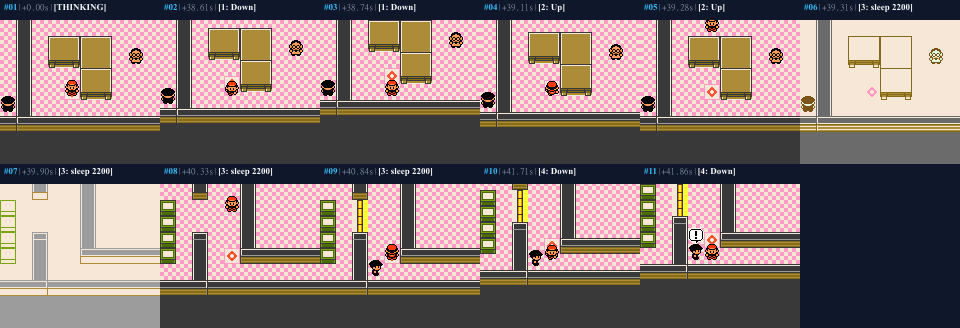 #01|+0.00s|[THINKING]
#02|+38.61s|[1: Down]
#03|+38.74s|[1: Down]
#04|+39.11s|[2: Up]
#05|+39.28s|[2: Up]
#06|+39.31s|[3: sleep 2200]
#07|+39.90s|[3: sleep 2200]
#08|+40.33s|[3: sleep 2200]
#09|+40.84s|[3: sleep 2200]
#10|+41.71s|[4: Down]
#11|+41.86s|[4: Down]
!